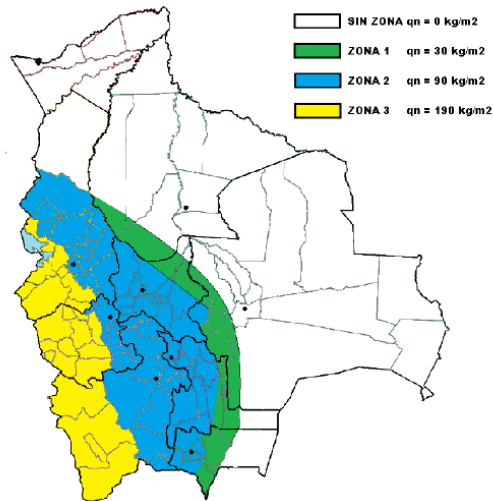 SIN ZONA qn = 0 kg/m2
ZONA 1 qn = 30 kg/m2
ZONA 2 qn = 90 kg/m2
ZONA 3 qn = 190 kg/m2